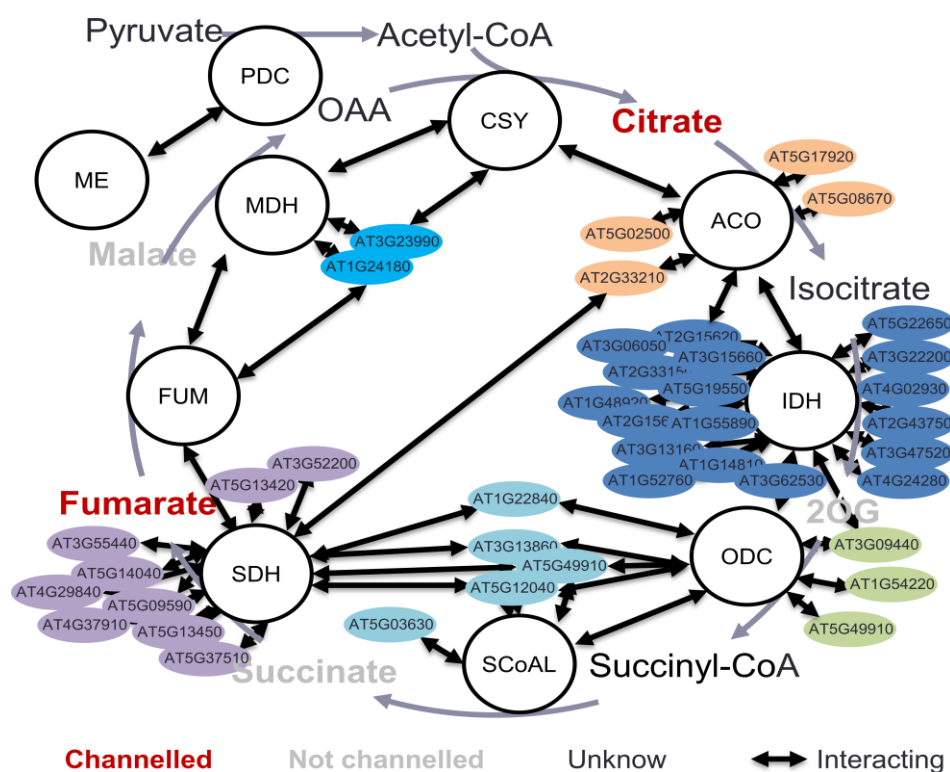 Pyruvate
Acetyl-CoA
PDC
OAA
CSY
Citrate
ME
AT5G17920
MDH
ACO
AT5G08670
AT5G02500
AT3G23990
Malate
AT1G24180
AT2G33210
Isocitrate
AT5G22650
AT2G15620
AT3G06050
AT3G15660
AT3G22200
AT5G19550
AT4G02930
FUM
IDH
AT1G48920
AT1G55890
AT2G43750
AT3G13160
AT3G47520
AT3G52200
AT1G14810
AT5G13420
AT1G52760
AT3G62530
AT4G24280
Fumarate
AT1G22840
2OG
AT3G55440
AT3G13860
AT3G09440
AT5G14040
SDH
AT5G49910
ODC
AT4G29840
AT5G12040
AT1G54220
AT5G09590
AT4G37910
AT5G13450
AT5G03630
AT5G49910
AT5G37510
SCoAL
Succinyl-CoA
Succinate
Channelled Not channelled Unknow Interacting